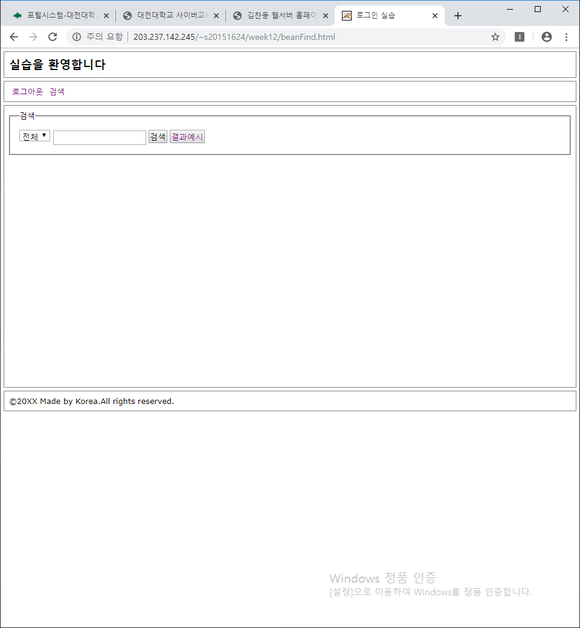 포털시스템-대전대학
대전대학교 사이버교
김찬용 웹서버 홈페이
로그인 실습
주의 요함 | 203.237.142.245/~s20151624/week12/beanFind.html
실습을 환영합니다
로그아웃 검색
검색
전체 검색 결과예시
©20XX Made by Korea.All rights reserved.
Windows 정품 인증
[설정]으로 이동하여 Windows를 정품 인증합니다.